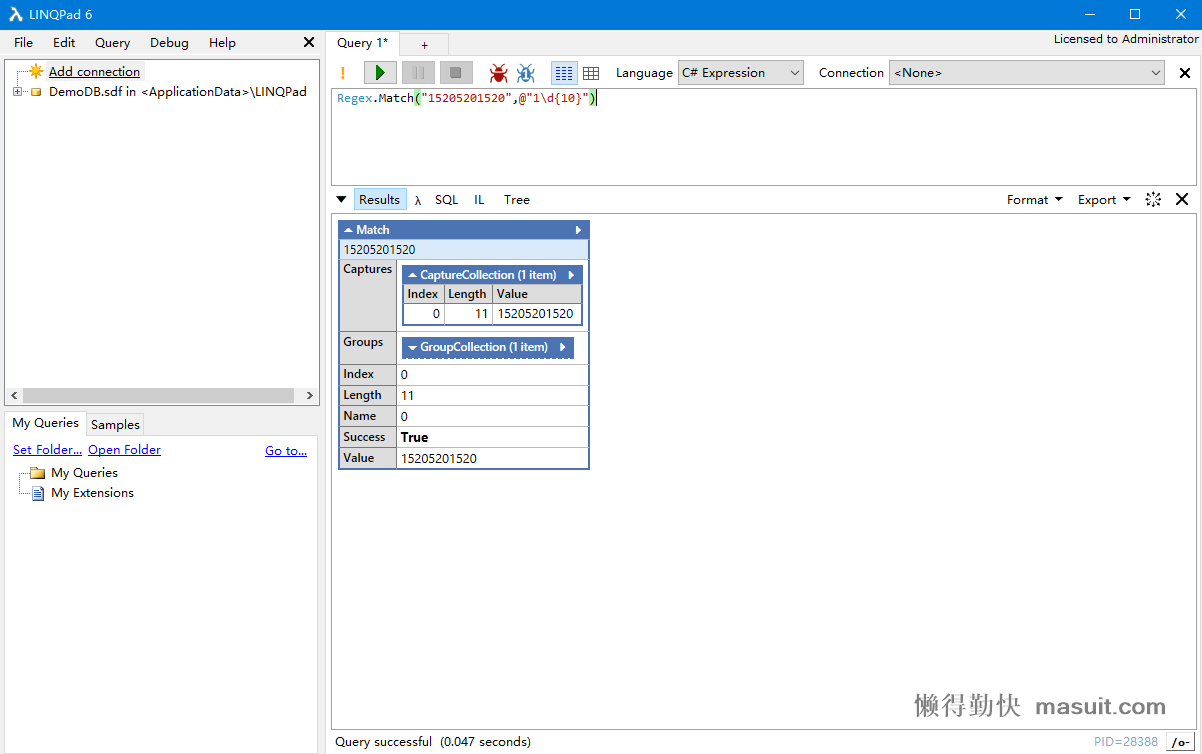 LINQPad 6
File Edit Query Debug Help
Add connection
DemoDB.sdf in <ApplicationData>\LINQPad
My Queries Samples
Set Folder... Open Folder Go to...
My Queries
My Extensions
Query 1* +
Licensed to Administrator
! Language C# Expression Connection <None>
Regex.Match("15205201520",@"1\d{10}")
Results λ SQL IL Tree Format Export
Match
15205201520
Captures
CaptureCollection (1 item)
Index Length Value
0 11 15205201520
Groups GroupCollection (1 item)
Index 0
Length 11
Name 0
Success True
Value 15205201520
懒得勤快 masuit.com
Query successful (0.047 seconds) PID=28388 /o-